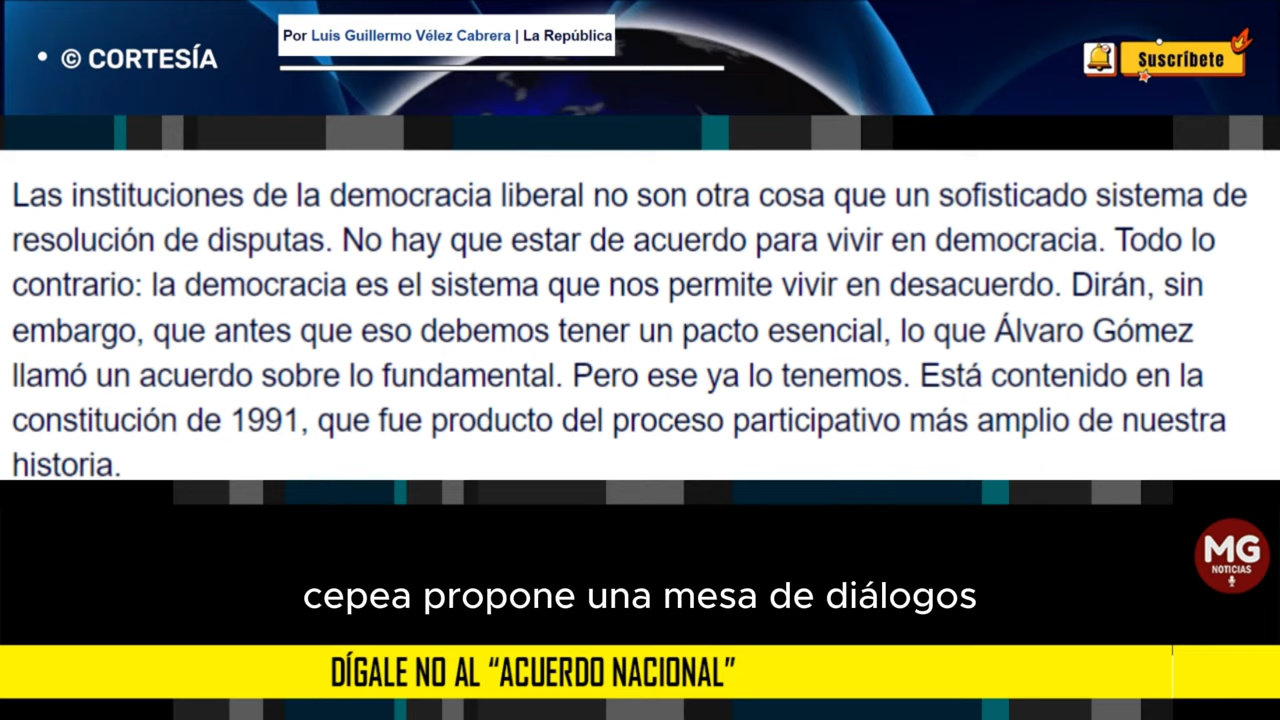 • © CORTESÍA
Por Luis Guillermo Vélez Cabrera | La República
Suscríbete
Las instituciones de la democracia liberal no son otra cosa que un sofisticado sistema de
resolución de disputas. No hay que estar de acuerdo para vivir en democracia. Todo lo
contrario: la democracia es el sistema que nos permite vivir en desacuerdo. Dirán, sin
embargo, que antes que eso debemos tener un pacto esencial, lo que Álvaro Gómez
llamó un acuerdo sobre lo fundamental. Pero ese ya lo tenemos. Está contenido en la
constitución de 1991, que fue producto del proceso participativo más amplio de nuestra
historia.
MG
NOTICIAS
cepea propone una mesa de diálogos
DÍGALE NO AL “ACUERDO NACIONAL”